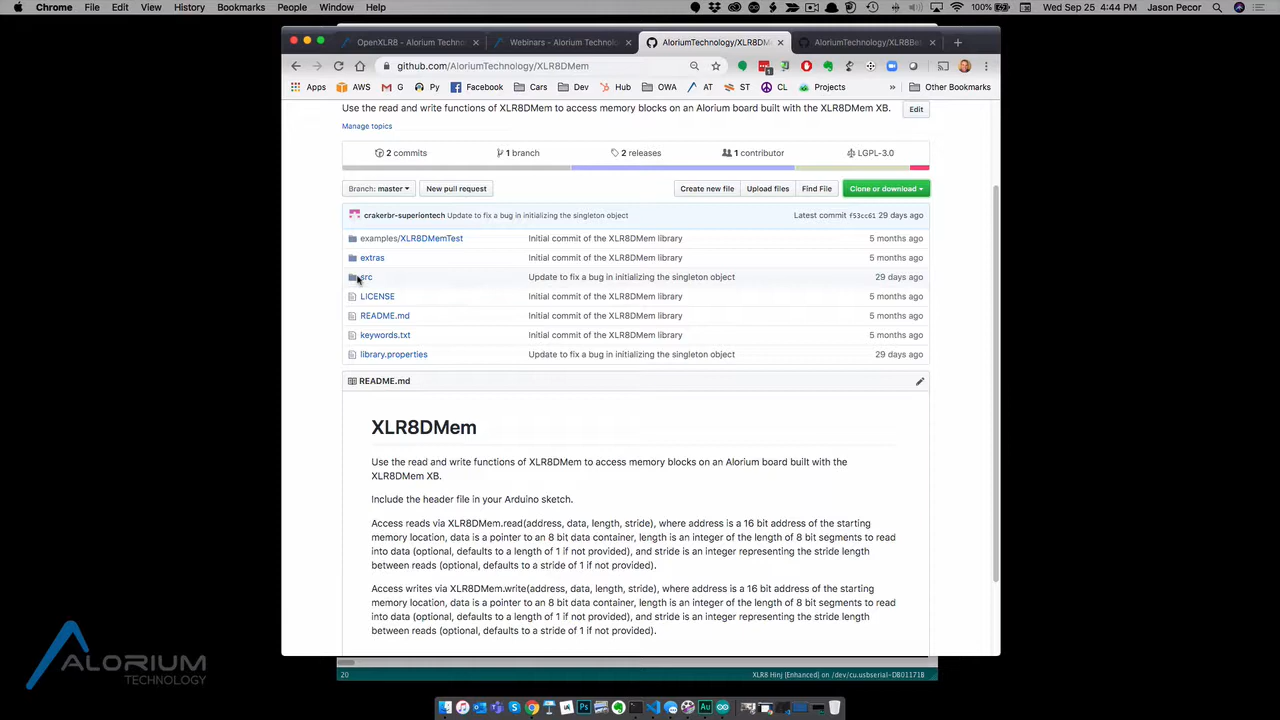 Chrome File Edit View History Bookmarks People Window Help 100% Wed Sep 25 4:44 PM Jason Pecor
OpenXLR8 - Alorium Techno Webinars - Alorium Technolo AloriumTechnology/XLR8DM AloriumTechnology/XLR8Be
github.com/AloriumTechnology/XLR8DMem
Apps AWS G Py Facebook Cars Dev Hub OWA AT ST CL Projects » Other Bookmarks
Use the read and write functions of XLR8DMem to access memory blocks on an Alorium board built with the XLR8DMem XB. Edit
Manage topics
2 commits 1 branch 2 releases 1 contributor LGPL-3.0
Branch: master New pull request Create new file Upload files Find File Clone or download
crakerbr-superiontech Update to fix a bug in initializing the singleton object Latest commit f53cc61 29 days ago
examples/XLR8DMemTest Initial commit of the XLR8DMem library 5 months ago
extras Initial commit of the XLR8DMem library 5 months ago
src Update to fix a bug in initializing the singleton object 29 days ago
LICENSE Initial commit of the XLR8DMem library 5 months ago
README.md Initial commit of the XLR8DMem library 5 months ago
keywords.txt Initial commit of the XLR8DMem library 5 months ago
library.properties Update to fix a bug in initializing the singleton object 29 days ago
README.md
XLR8DMem
Use the read and write functions of XLR8DMem to access memory blocks on an Alorium board built with the
XLR8DMem XB.
Include the header file in your Arduino sketch.
Access reads via XLR8DMem.read(address, data, length, stride), where address is a 16 bit address of the starting
memory location, data is a pointer to an 8 bit data container, length is an integer of the length of 8 bit segments to read
into data (optional, defaults to a length of 1 if not provided), and stride is an integer representing the stride length
between reads (optional, defaults to a stride of 1 if not provided).
Access writes via XLR8DMem.write(address, data, length, stride), where address is a 16 bit address of the starting
memory location, data is a pointer to an 8 bit data container, length is an integer of the length of 8 bit segments to read
into data (optional, defaults to a length of 1 if not provided), and stride is an integer representing the stride length
between reads (optional, defaults to a stride of 1 if not provided).
ALORIUM
TECHNOLOGY
20 XLR8 Hinj [Enhanced] on /dev/cu.usbserial-DB011718
Ps Au